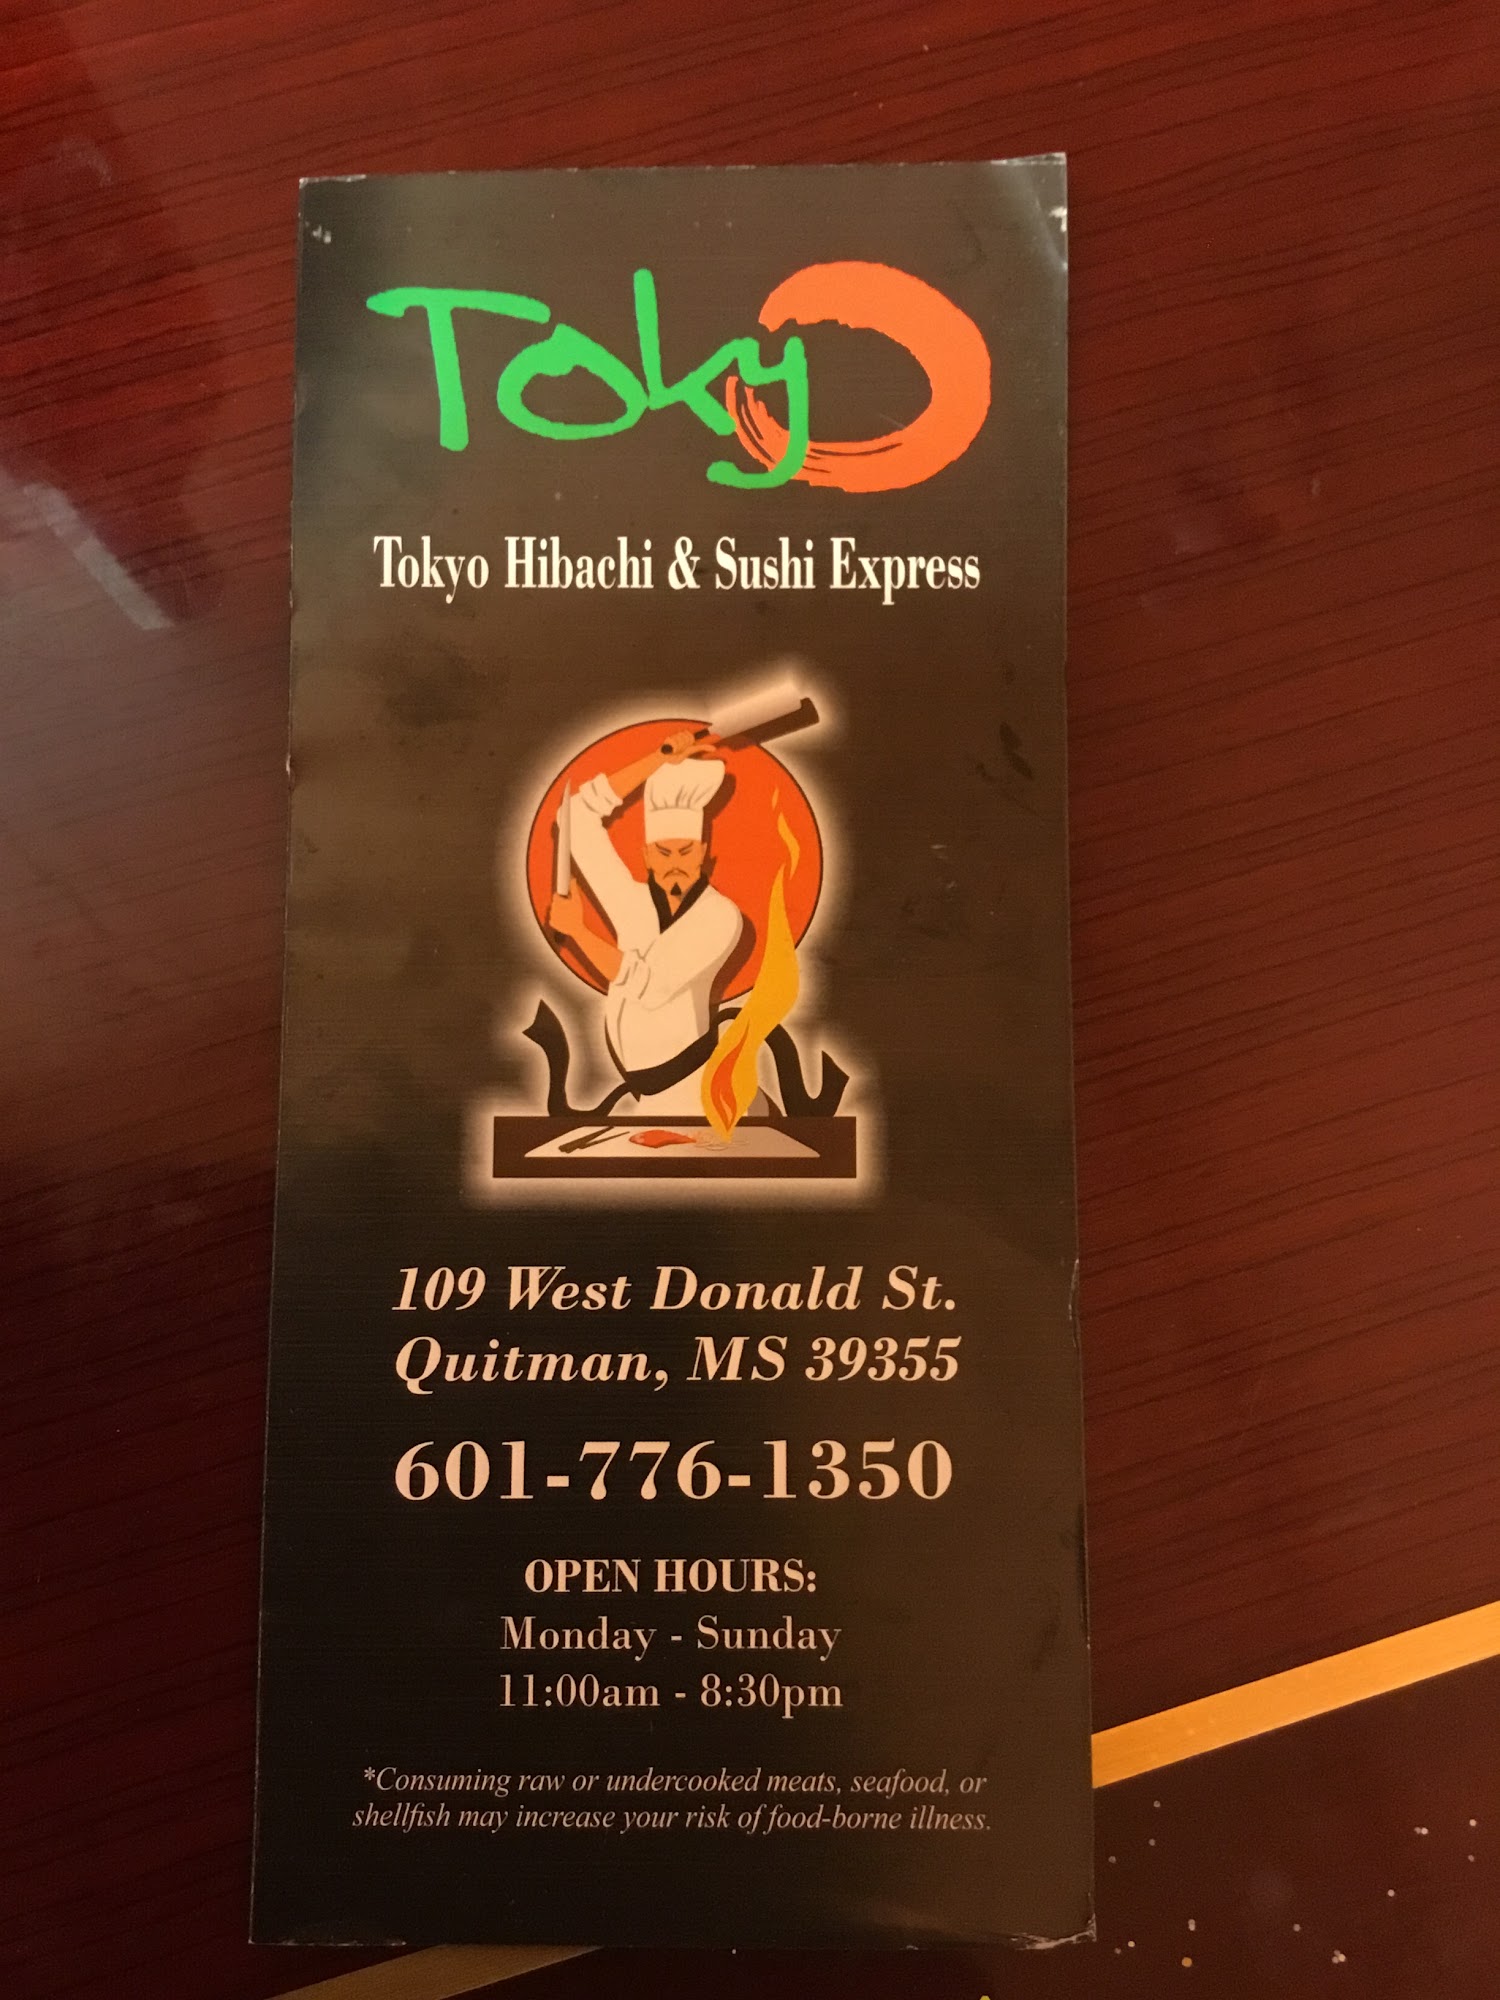 Tokyo
Tokyo Hibachi & Sushi Express
109 West Donald St.
Quitman, MS 39355
601-776-1350
OPEN HOURS:
Monday - Sunday
11:00am - 8:30pm
*Consuming raw or undercooked meats, seafood, or
shellfish may increase your risk of food-borne illness.